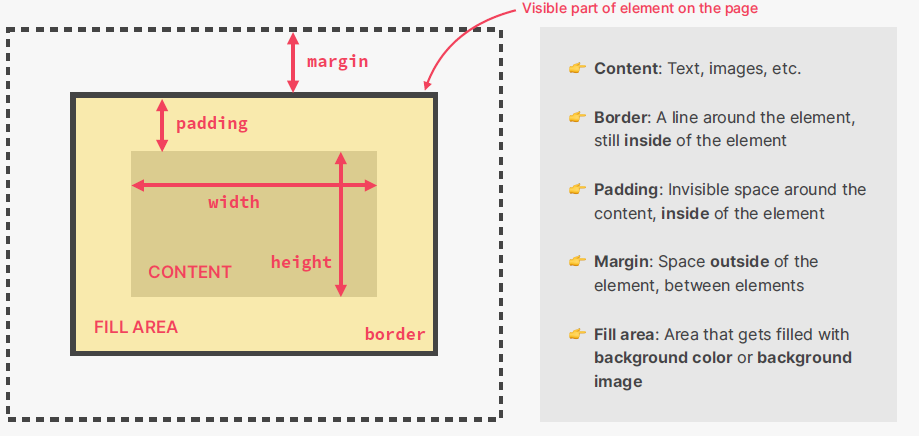 Visible part of element on the page
margin
padding
width
height
CONTENT
FILL AREA
border
👉 Content: Text, images, etc.
👉 Border: A line around the element,
still inside of the element
👉 Padding: Invisible space around the
content, inside of the element
👉 Margin: Space outside of the
element, between elements
👉 Fill area: Area that gets filled with
background color or background
image